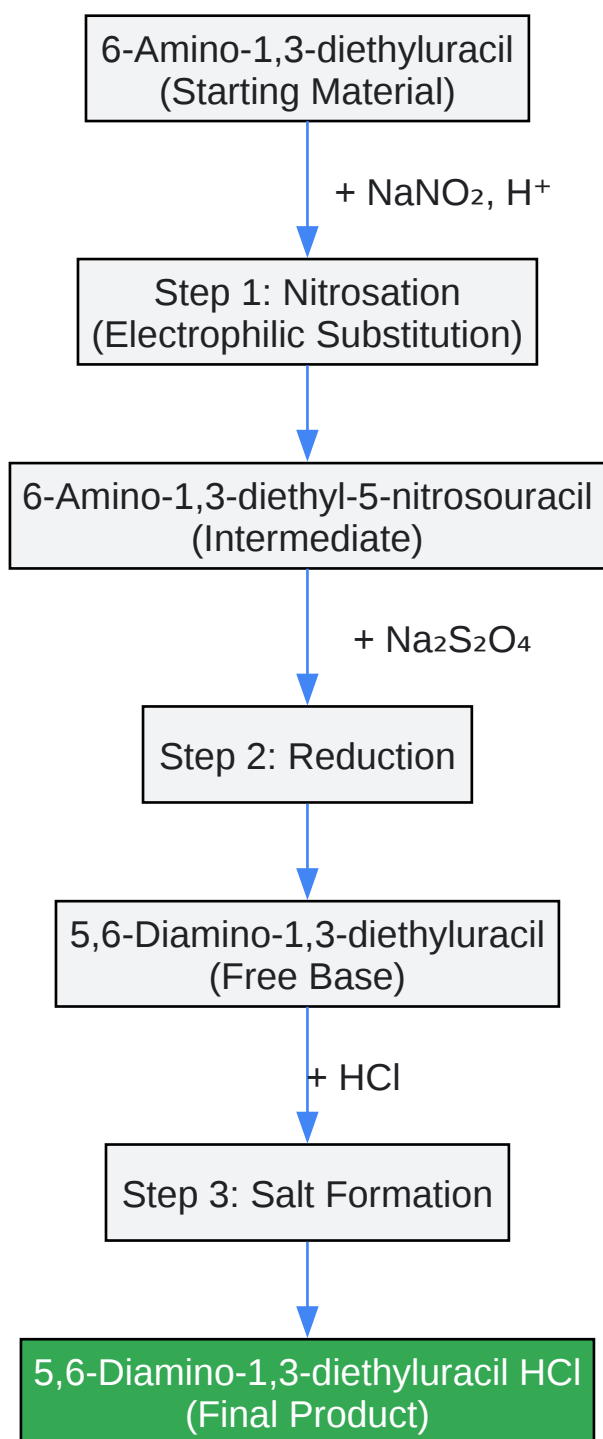 6-Amino-1,3-diethyluracil
(Starting Material)
+ NaNO₂, H⁺
Step 1: Nitrosation
(Electrophilic Substitution)
6-Amino-1,3-diethyl-5-nitrosouracil
(Intermediate)
+ Na₂S₂O₄
Step 2: Reduction
5,6-Diamino-1,3-diethyluracil
(Free Base)
+ HCl
Step 3: Salt Formation
5,6-Diamino-1,3-diethyluracil HCl
(Final Product)